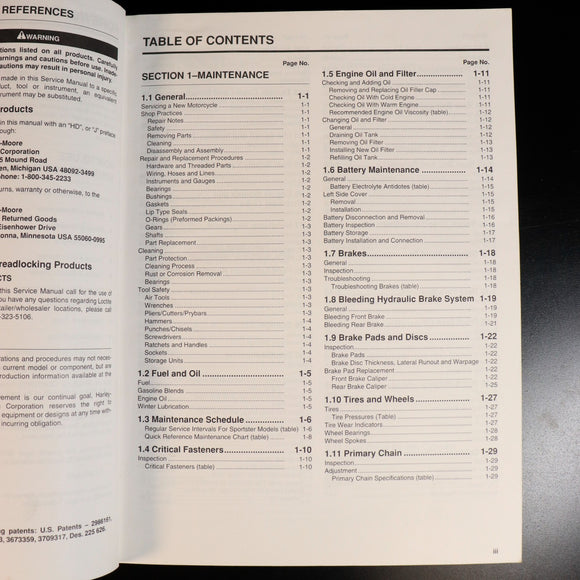 REFERENCES
WARNING
tions listed on all products. Carefully
warnings and cautions before use. Inade-
cautions may result in personal injury.
made in this Service Manual to a specific
duct, tool or instrument, an equivalent
nstrument may be substituted.
roducts
in this manual with an "HD", or "J" preface
ough:
-Moore
Corporation
5 Mound Road
en, Michigan USA 48092-3499
phone: 1-800-345-2233
urns, warranty or otherwise, to the
-Moore
Returned Goods
Eisenhower Drive
onna, Minnesota USA 55060-0995
readlocking Products
CTS
this Service Manual call for the use of
you have any questions regarding Loctite
tailer/wholesaler locations, please call
-323-5106.
rations and procedures may not neces-
current model or component, but are
production information available at the
ement is our continual goal, Harley-
Corporation reserves the right to
equipment or designs at any time with-
incurring obligation.
ng patents: U.S. Patents – 2986161,
3, 3673359, 3709317, Des. 225 626.
TABLE OF CONTENTS
Page No.
SECTION 1–MAINTENANCE
1.1 General 1-1
Servicing a New Motorcycle 1-1
Shop Practices 1-1
Repair Notes 1-1
Safety 1-1
Removing Parts 1-1
Cleaning 1-1
Disassembly and Assembly 1-1
Repair and Replacement Procedures 1-2
Hardware and Threaded Parts 1-2
Wiring, Hoses and Lines 1-2
Instruments and Gauges 1-2
Bearings 1-2
Bushings 1-2
Gaskets 1-2
Lip Type Seals 1-2
O-Rings (Preformed Packings) 1-2
Gears 1-3
Shafts 1-3
Part Replacement 1-3
Cleaning 1-3
Part Protection 1-3
Cleaning Process 1-3
Rust or Corrosion Removal 1-3
Bearings 1-3
Tool Safety 1-3
Air Tools 1-3
Wrenches 1-3
Pliers/Cutters/Prybars 1-3
Hammers 1-4
Punches/Chisels 1-4
Screwdrivers 1-4
Ratchets and Handles 1-4
Sockets 1-4
Storage Units 1-4
1.2 Fuel and Oil 1-5
Fuel 1-5
Gasoline Blends 1-5
Engine Oil 1-5
Winter Lubrication 1-5
1.3 Maintenance Schedule 1-6
Regular Service Intervals For Sportster Models (table) 1-6
Quick Reference Maintenance Chart (table) 1-8
1.4 Critical Fasteners 1-10
Inspection 1-10
Critical Fasteners (table) 1-10
Page No.
1.5 Engine Oil and Filter 1-11
Checking and Adding Oil 1-11
Removing and Replacing Oil Filler Cap 1-11
Checking Oil With Cold Engine 1-11
Checking Oil With Warm Engine 1-11
Recommended Engine Oil Viscosity (table) 1-11
Changing Oil and Filter 1-12
General 1-12
Draining Oil Tank 1-12
Removing Oil Filter 1-13
Installing New Oil Filter 1-13
Refilling Oil Tank 1-13
1.6 Battery Maintenance 1-14
General 1-14
Battery Electrolyte Antidotes (table) 1-15
Left Side Cover 1-15
Removal 1-15
Installation 1-15
Battery Disconnection and Removal 1-16
Battery Inspection 1-16
Battery Storage 1-17
Battery Installation and Connection 1-17
1.7 Brakes 1-18
General 1-18
Inspection 1-18
Troubleshooting 1-18
Troubleshooting Brakes (table) 1-18
1.8 Bleeding Hydraulic Brake System 1-19
General 1-19
Bleeding Front Brake 1-19
Bleeding Rear Brake 1-21
1.9 Brake Pads and Discs 1-22
Inspection 1-22
Brake Pads 1-22
Brake Disc Thickness, Lateral Runout and Warpage 1-22
Brake Pad Replacement 1-22
Front Brake Caliper 1-22
Rear Brake Caliper 1-25
1.10 Tires and Wheels 1-27
Tires 1-27
Tire Pressures (Table) 1-27
Tire Wear Indicators 1-27
Wheel Bearings 1-28
Wheel Spokes 1-28
1.11 Primary Chain 1-29
Inspection 1-29
Adjustment 1-29
Primary Chain Specifications (table) 1-29
iii